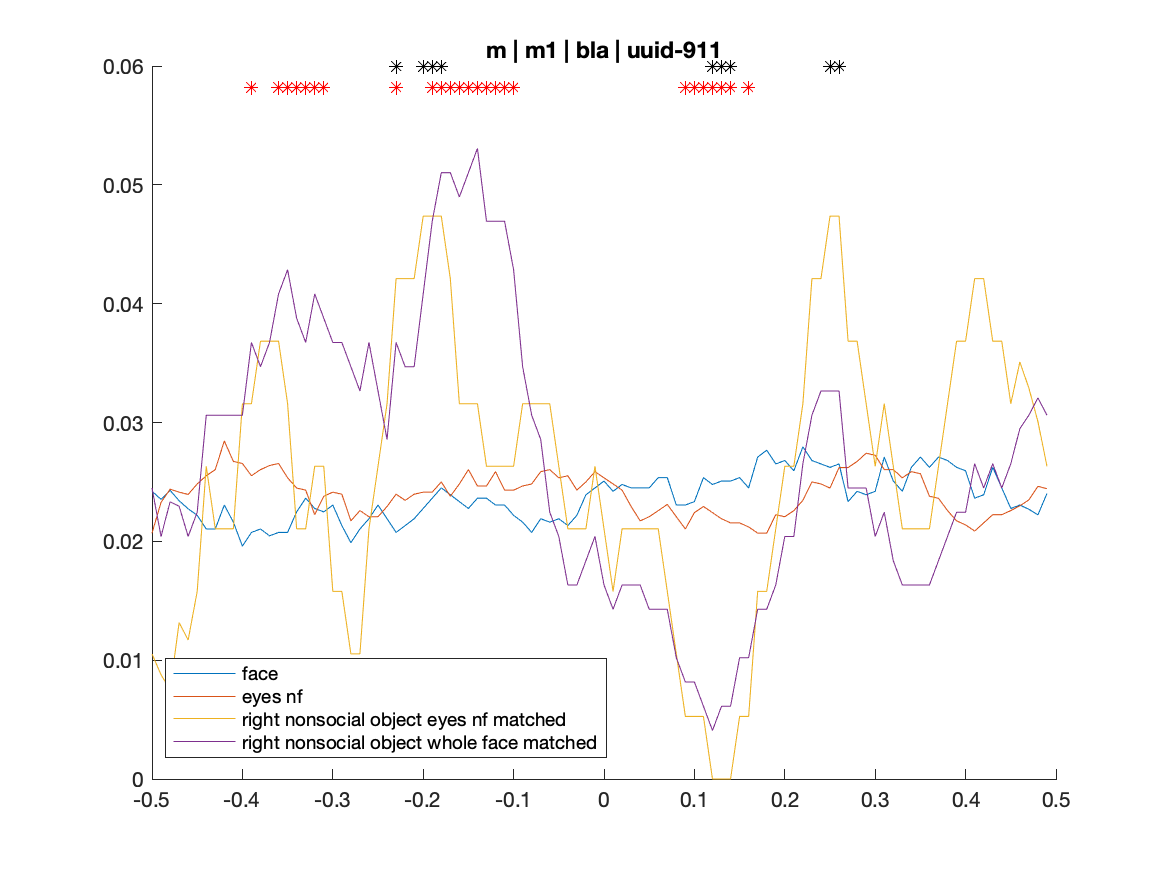 m | m1 | bla | uuid-911
0.06
0.05
0.04
0.03
0.02
0.01
0
face
eyes nf
right nonsocial object eyes nf matched
right nonsocial object whole face matched
-0.5 -0.4 -0.3 -0.2 -0.1 0 0.1 0.2 0.3 0.4 0.5